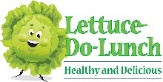 Lettuce-
Do-Lunch
Healthy and Delicious